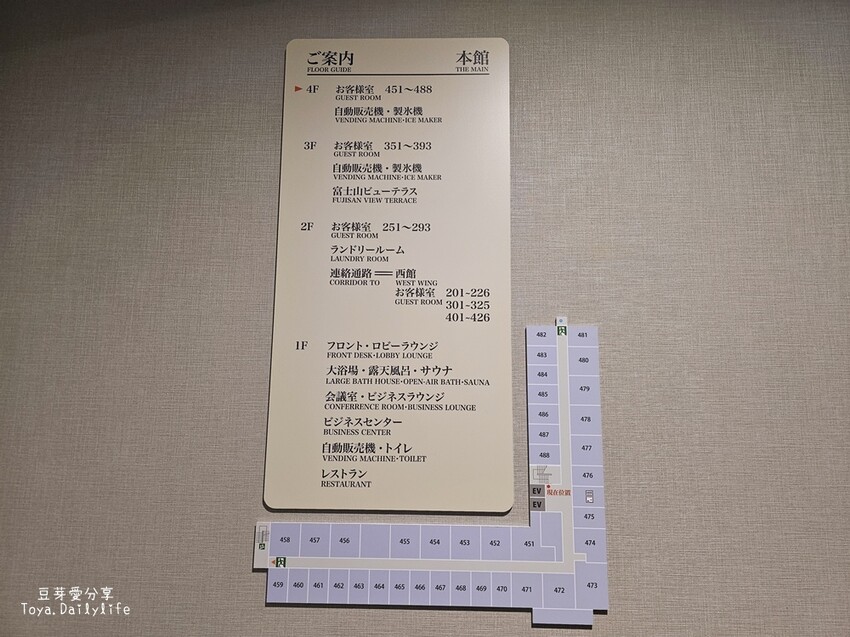 ご案内 本館
FLOOR GUIDE THE MAIN
4F お客様室 451～488
GUEST ROOM
自動販売機・製氷機
VENDING MACHINE・ICE MAKER
3F お客様室 351～393
GUEST ROOM
自動販売機・製氷機
VENDING MACHINE・ICE MAKER
富士山ビューテラス
FUJISAN VIEW TERRACE
2F お客様室 251～293
GUEST ROOM
ランドリールーム
LAUNDRY ROOM
連絡通路 西館
CORRIDOR TO WEST WING
お客様室 201~226
GUEST ROOM 301~325
401~426
1F フロント・ロビーラウンジ
FRONT DESK・LOBBY LOUNGE
大浴場・露天風呂・サウナ
LARGE BATH HOUSE・OPEN-AIR BATH・SAUNA
会議室・ビジネスラウンジ
CONFERRENCE ROOM・BUSINESS LOUNGE
ビジネスセンター
BUSINESS CENTER
自動販売機・トイレ
VENDING MACHINE・TOILET
レストラン
RESTAURANT
482 481
483 480
484
485 479
486 478
487
488 477
476
EV 現在位置
EV 475
458 457 456 455 454 453 452 451 474
459 460 461 462 463 464 465 466 467 468 469 470 471 472 473
豆芽愛分享
Toya.Dailylife